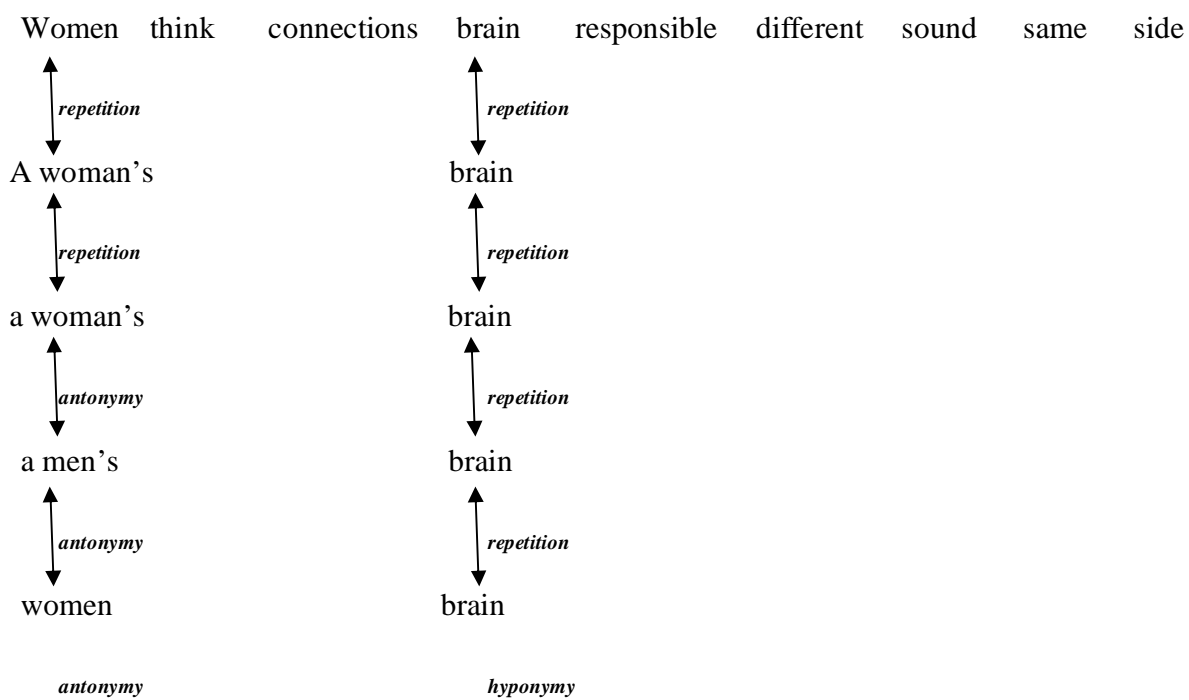 Women think connections brain responsible different sound same side
repetition repetition
A woman’s brain
repetition repetition
a woman’s brain
antonymy repetition
a men’s brain
antonymy repetition
women brain
antonymy hyponymy